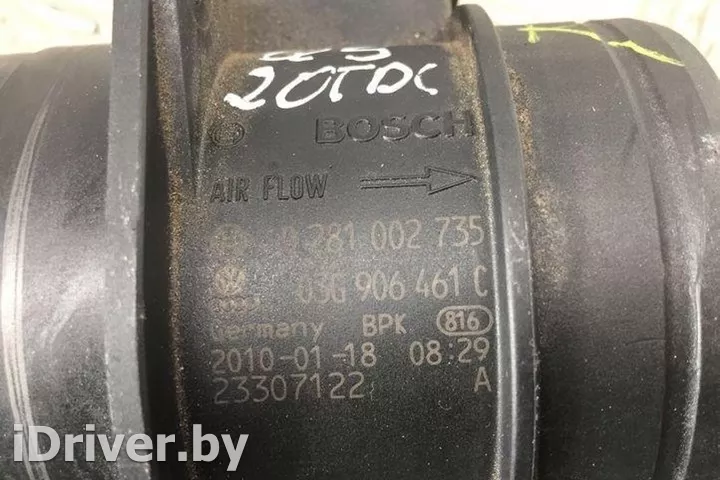 20TDI
BOSCH
AIR FLOW
0 281 002 735
03G 906 461 C
Germany BPK 816
2010-01-18 08:29
23307122 A
iDriver.by